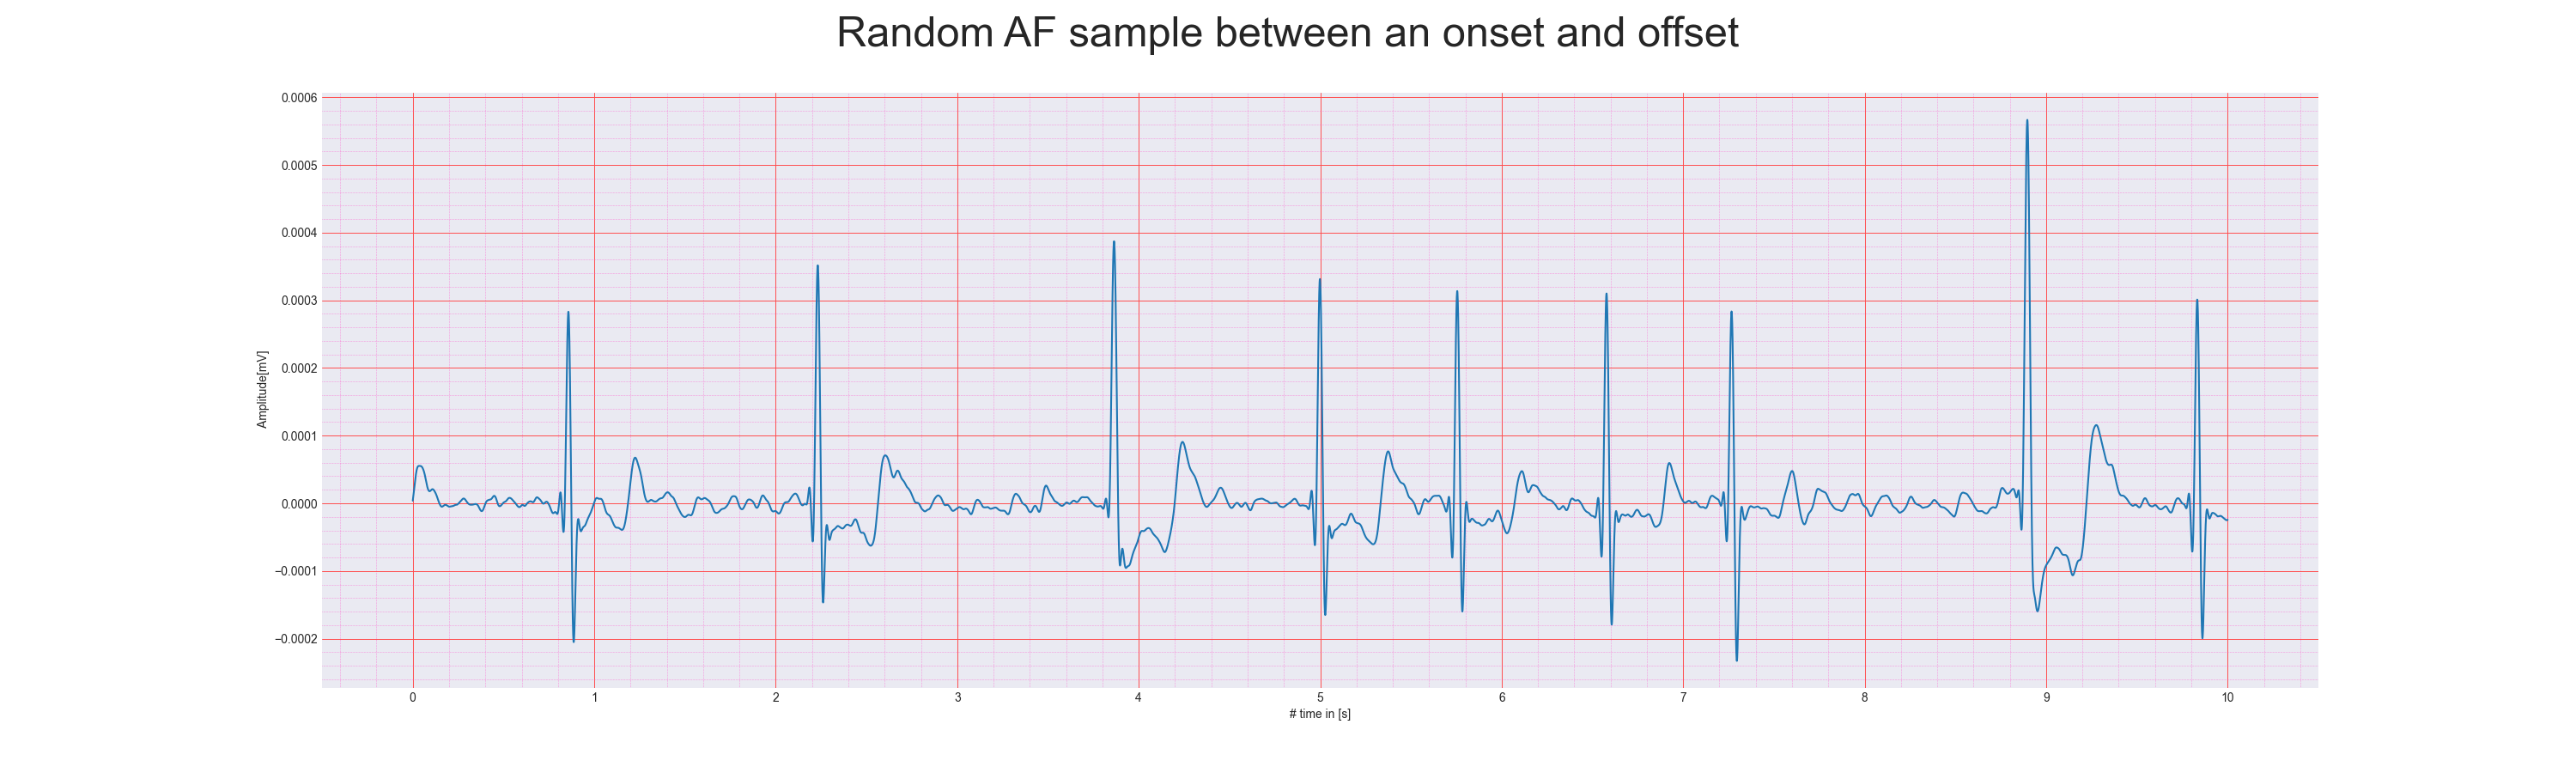 Random AF sample between an onset and offset
0.0006
0.0005
0.0004
0.0003
0.0002
0.0001
0.0000
−0.0001
−0.0002
Amplitude[mV]
0 1 2 3 4 5 6 7 8 9 10
# time in [s]